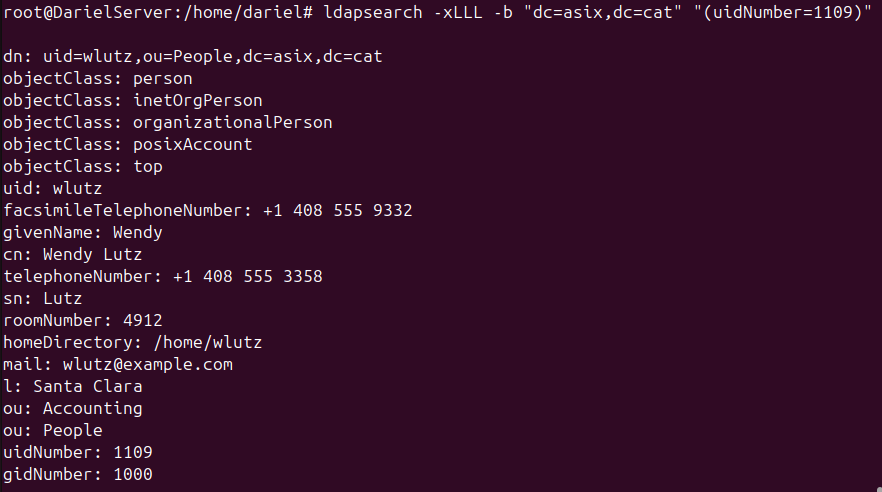 root@DarielServer:/home/dariel# ldapsearch -xLLL -b "dc=asix,dc=cat" "(uidNumber=1109)"
dn: uid=wlutz,ou=People,dc=asix,dc=cat
objectClass: person
objectClass: inetOrgPerson
objectClass: organizationalPerson
objectClass: posixAccount
objectClass: top
uid: wlutz
facsimileTelephoneNumber: +1 408 555 9332
givenName: Wendy
cn: Wendy Lutz
telephoneNumber: +1 408 555 3358
sn: Lutz
roomNumber: 4912
homeDirectory: /home/wlutz
mail: wlutz@example.com
l: Santa Clara
ou: Accounting
ou: People
uidNumber: 1109
gidNumber: 1000